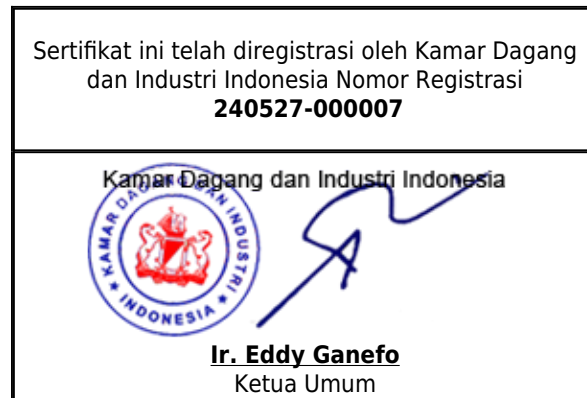 Sertifikat ini telah diregistrasi oleh Kamar Dagang
dan Industri Indonesia Nomor Registrasi
240527-000007
Kamar Dagang dan Industri Indonesia
KAMAR DAGANG DAN INDUSTRI
INDONESIA
Ir. Eddy Ganefo
Ketua Umum